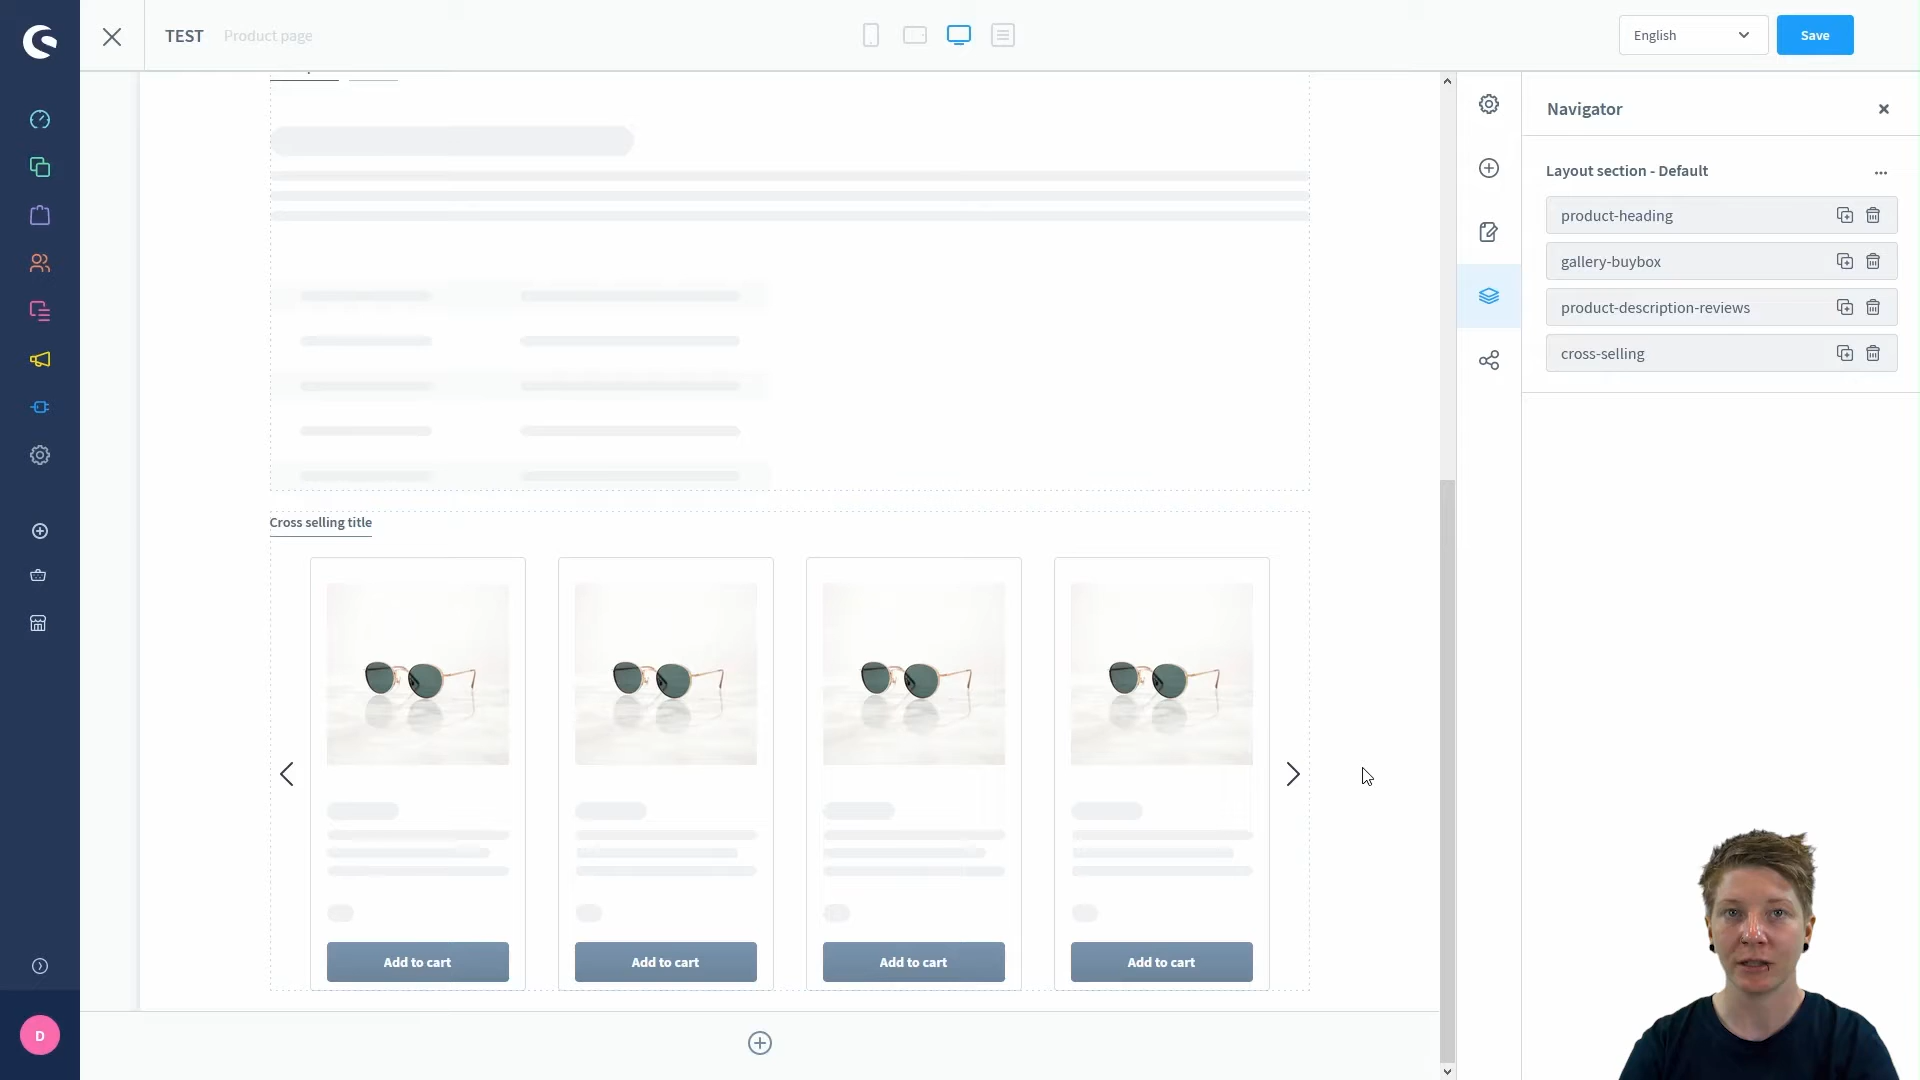 TEST
Product page
English
Save
Navigator
Layout section - Default
product-heading
gallery-buybox
product-description-reviews
cross-selling
Cross selling title
Add to cart
Add to cart
Add to cart
Add to cart
D